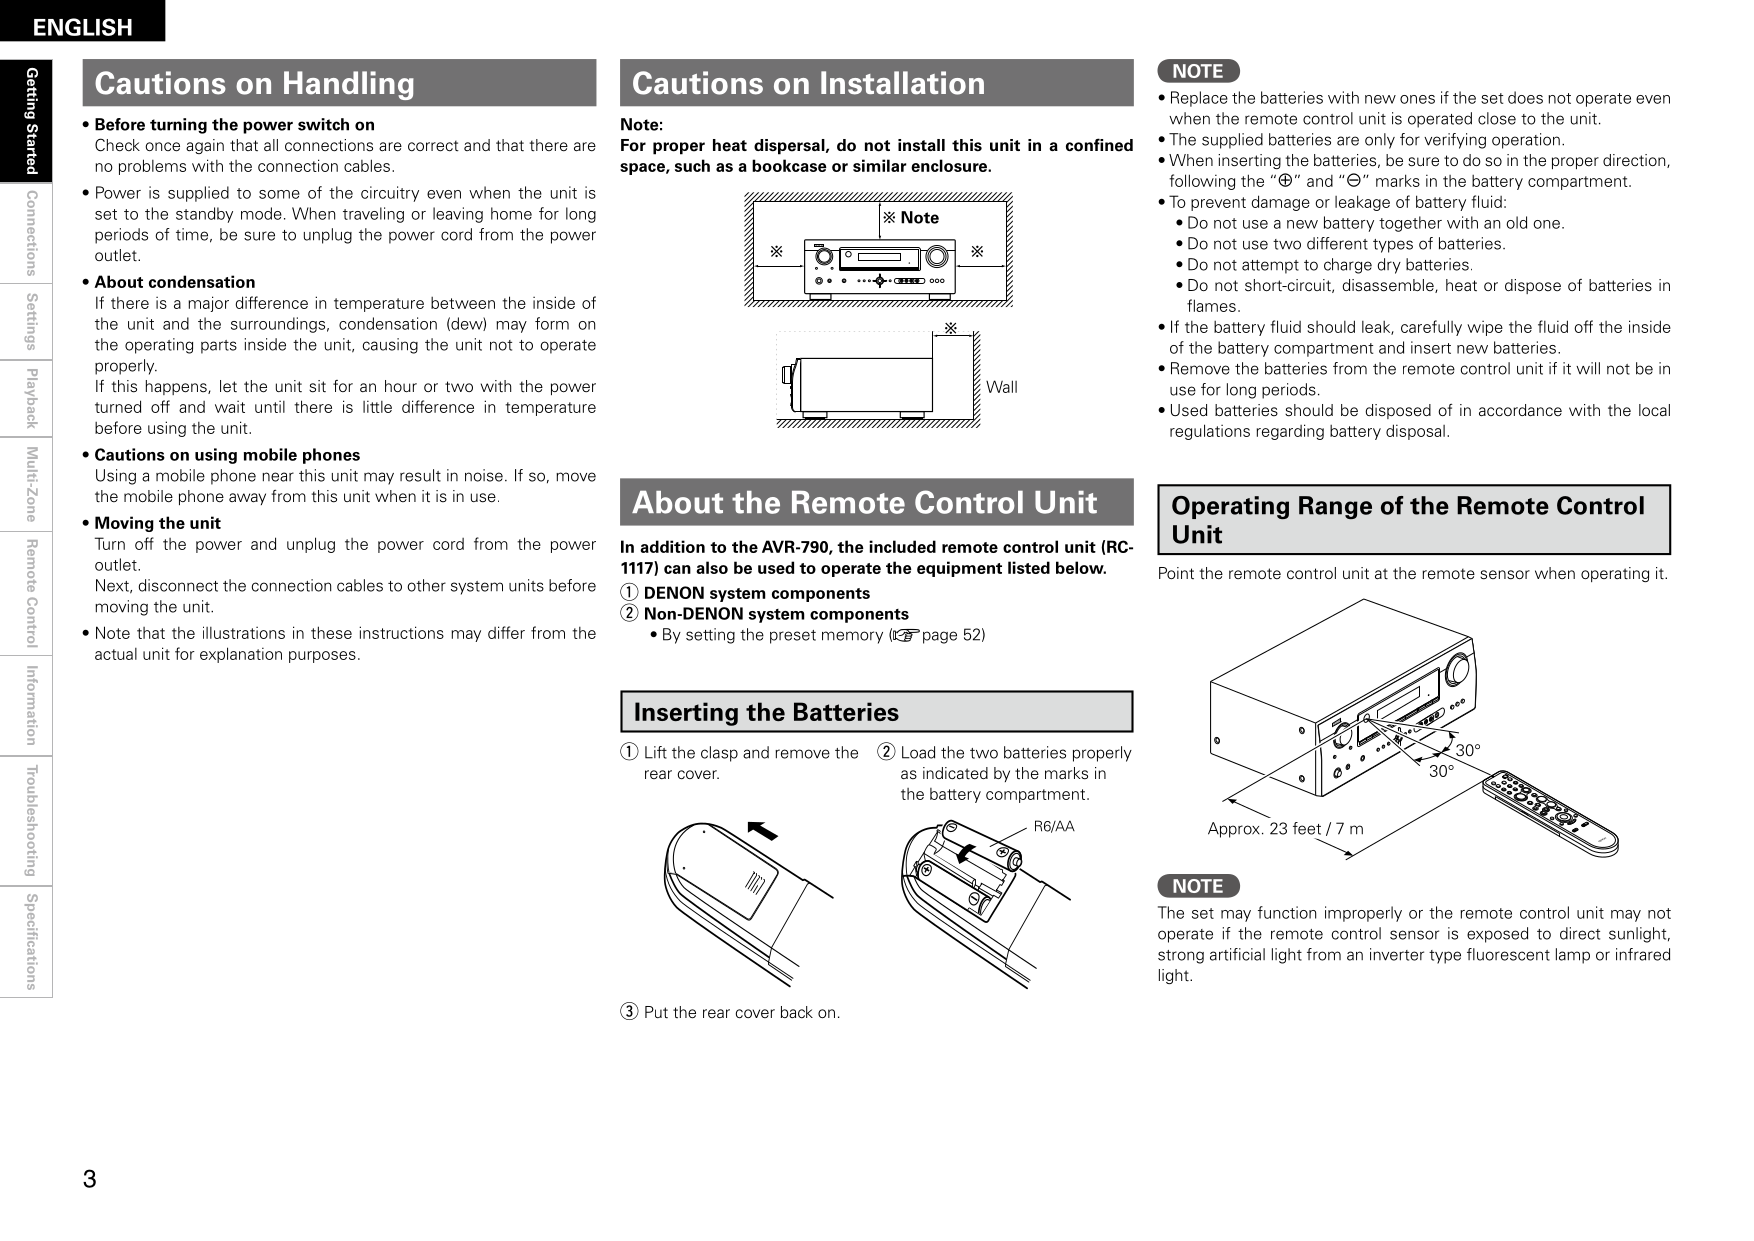 ENGLISH
Getting Started
Connections
Settings
Playback
Multi-Zone
Remote Control
Information
Troubleshooting
Specifications
Cautions on Handling
• Before turning the power switch on
Check once again that all connections are correct and that there are
no problems with the connection cables.
• Power is supplied to some of the circuitry even when the unit is
set to the standby mode. When traveling or leaving home for long
periods of time, be sure to unplug the power cord from the power
outlet.
• About condensation
If there is a major difference in temperature between the inside of
the unit and the surroundings, condensation (dew) may form on
the operating parts inside the unit, causing the unit not to operate
properly.
If this happens, let the unit sit for an hour or two with the power
turned off and wait until there is little difference in temperature
before using the unit.
• Cautions on using mobile phones
Using a mobile phone near this unit may result in noise. If so, move
the mobile phone away from this unit when it is in use.
• Moving the unit
Turn off the power and unplug the power cord from the power
outlet.
Next, disconnect the connection cables to other system units before
moving the unit.
• Note that the illustrations in these instructions may differ from the
actual unit for explanation purposes.
Cautions on Installation
Note:
For proper heat dispersal, do not install this unit in a confined
space, such as a bookcase or similar enclosure.
※ Note
※
※
※
Wall
About the Remote Control Unit
In addition to the AVR-790, the included remote control unit (RC-
1117) can also be used to operate the equipment listed below.
① DENON system components
② Non-DENON system components
• By setting the preset memory (☞page 52)
Inserting the Batteries
① Lift the clasp and remove the
rear cover.
② Load the two batteries properly
as indicated by the marks in
the battery compartment.
R6/AA
③ Put the rear cover back on.
NOTE
• Replace the batteries with new ones if the set does not operate even
when the remote control unit is operated close to the unit.
• The supplied batteries are only for verifying operation.
• When inserting the batteries, be sure to do so in the proper direction,
following the “⊕” and “⊖” marks in the battery compartment.
• To prevent damage or leakage of battery fluid:
• Do not use a new battery together with an old one.
• Do not use two different types of batteries.
• Do not attempt to charge dry batteries.
• Do not short-circuit, disassemble, heat or dispose of batteries in
flames.
• If the battery fluid should leak, carefully wipe the fluid off the inside
of the battery compartment and insert new batteries.
• Remove the batteries from the remote control unit if it will not be in
use for long periods.
• Used batteries should be disposed of in accordance with the local
regulations regarding battery disposal.
Operating Range of the Remote Control
Unit
Point the remote control unit at the remote sensor when operating it.
30°
30°
Approx. 23 feet / 7 m
NOTE
The set may function improperly or the remote control unit may not
operate if the remote control sensor is exposed to direct sunlight,
strong artificial light from an inverter type fluorescent lamp or infrared
light.
3